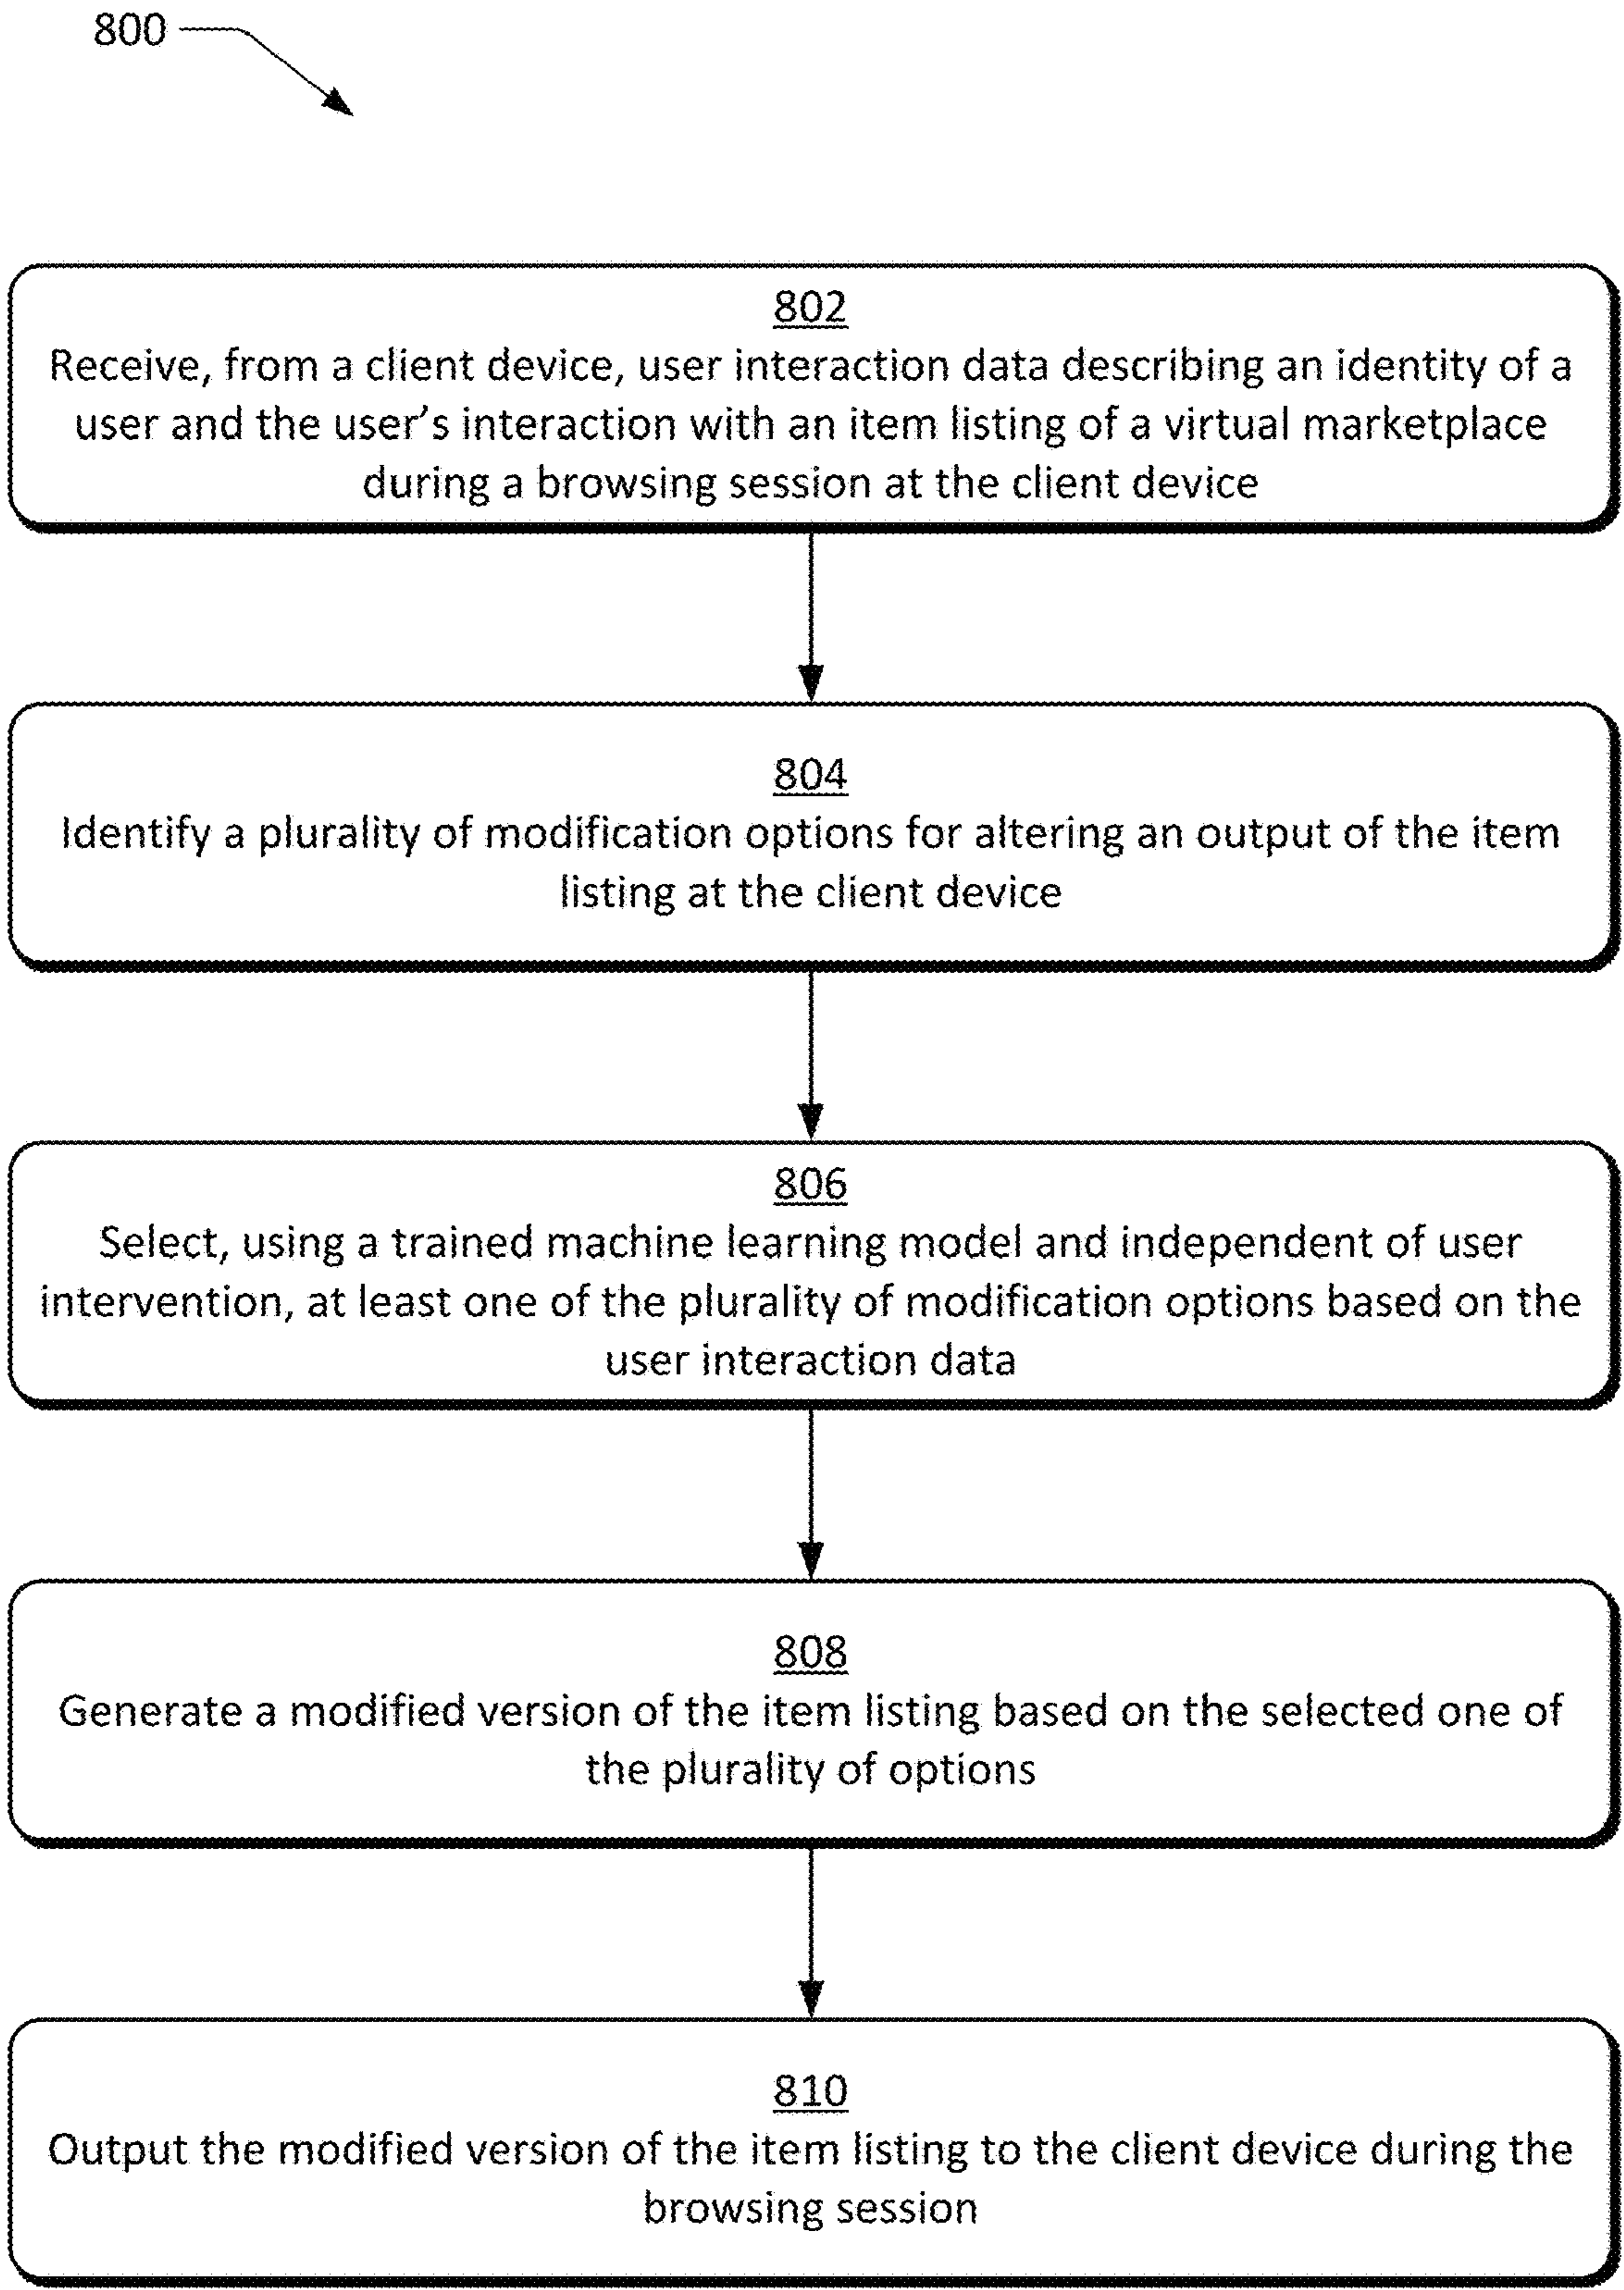 800
802
Receive, from a client device, user interaction data describing an identity of a
user and the user's interaction with an item listing of a virtual marketplace
during a browsing session at the client device
804
Identify a plurality of modification options for altering an output of the item
listing at the client device
806
Select, using a trained machine learning model and independent of user
intervention, at least one of the plurality of modification options based on the
user interaction data
808
Generate a modified version of the item listing based on the selected one of
the plurality of options
810
Output the modified version of the item listing to the client device during the
browsing session